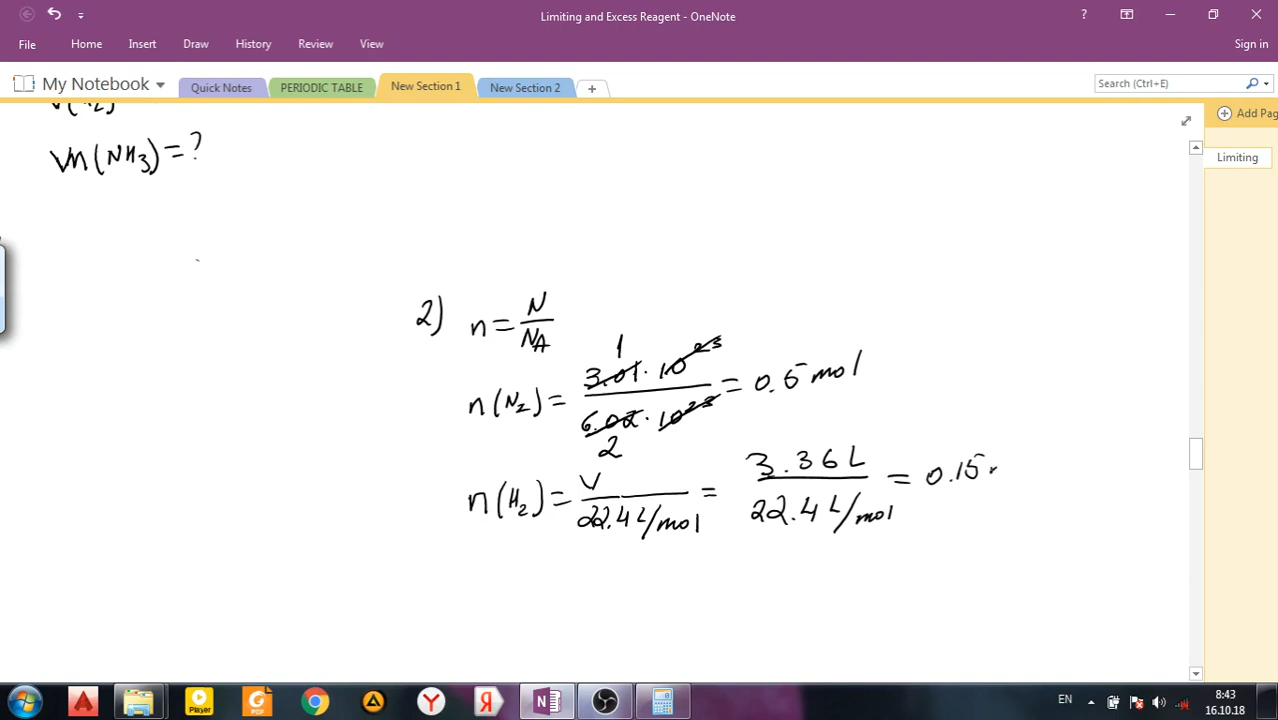 Limiting and Excess Reagent - OneNote
?
File Home Insert Draw History Review View
Sign in
My Notebook Quick Notes PERIODIC TABLE New Section 1 New Section 2
Search (Ctrl+E)
Add Pag
Limiting
m(NH3) = ?
2) n = N/NA
1
n(N2) = 3.01 · 10^23 / 6.02 · 10^23 = 0.5 mol
2
n(H2) = V / 22.4 L/mol = 3.36 L / 22.4 L/mol = 0.15
Player
PDF
Y
Я
N
EN
8:43
16.10.18